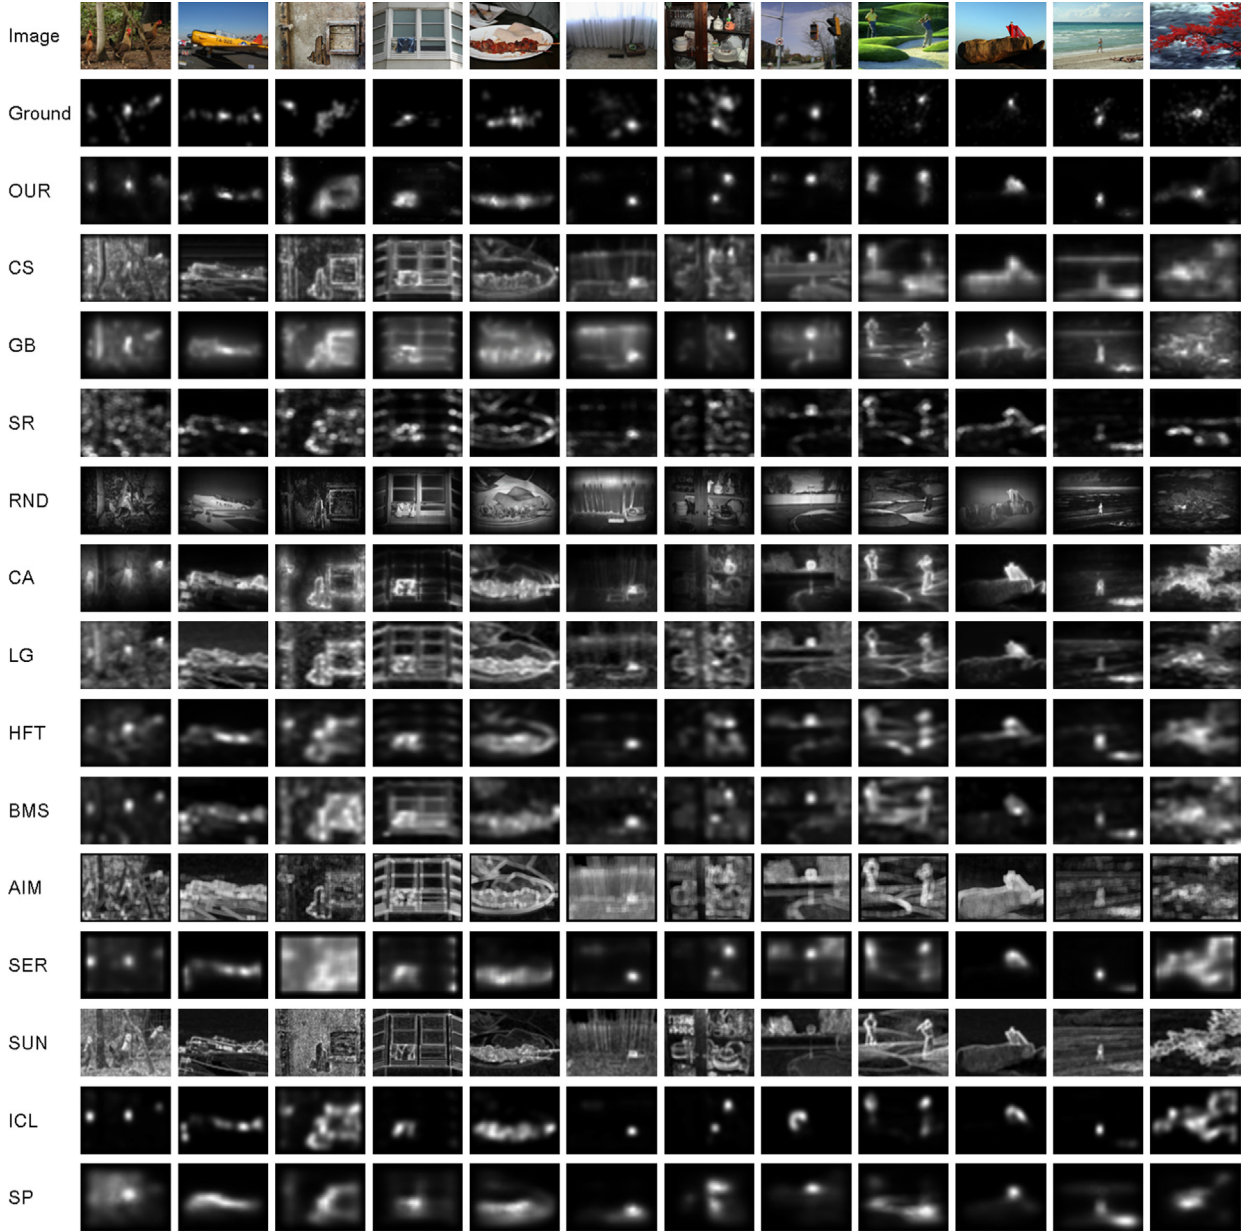 Image
Ground
OUR
CS
GB
SR
RND
CA
LG
HFT
BMS
AIM
SER
SUN
ICL
SP